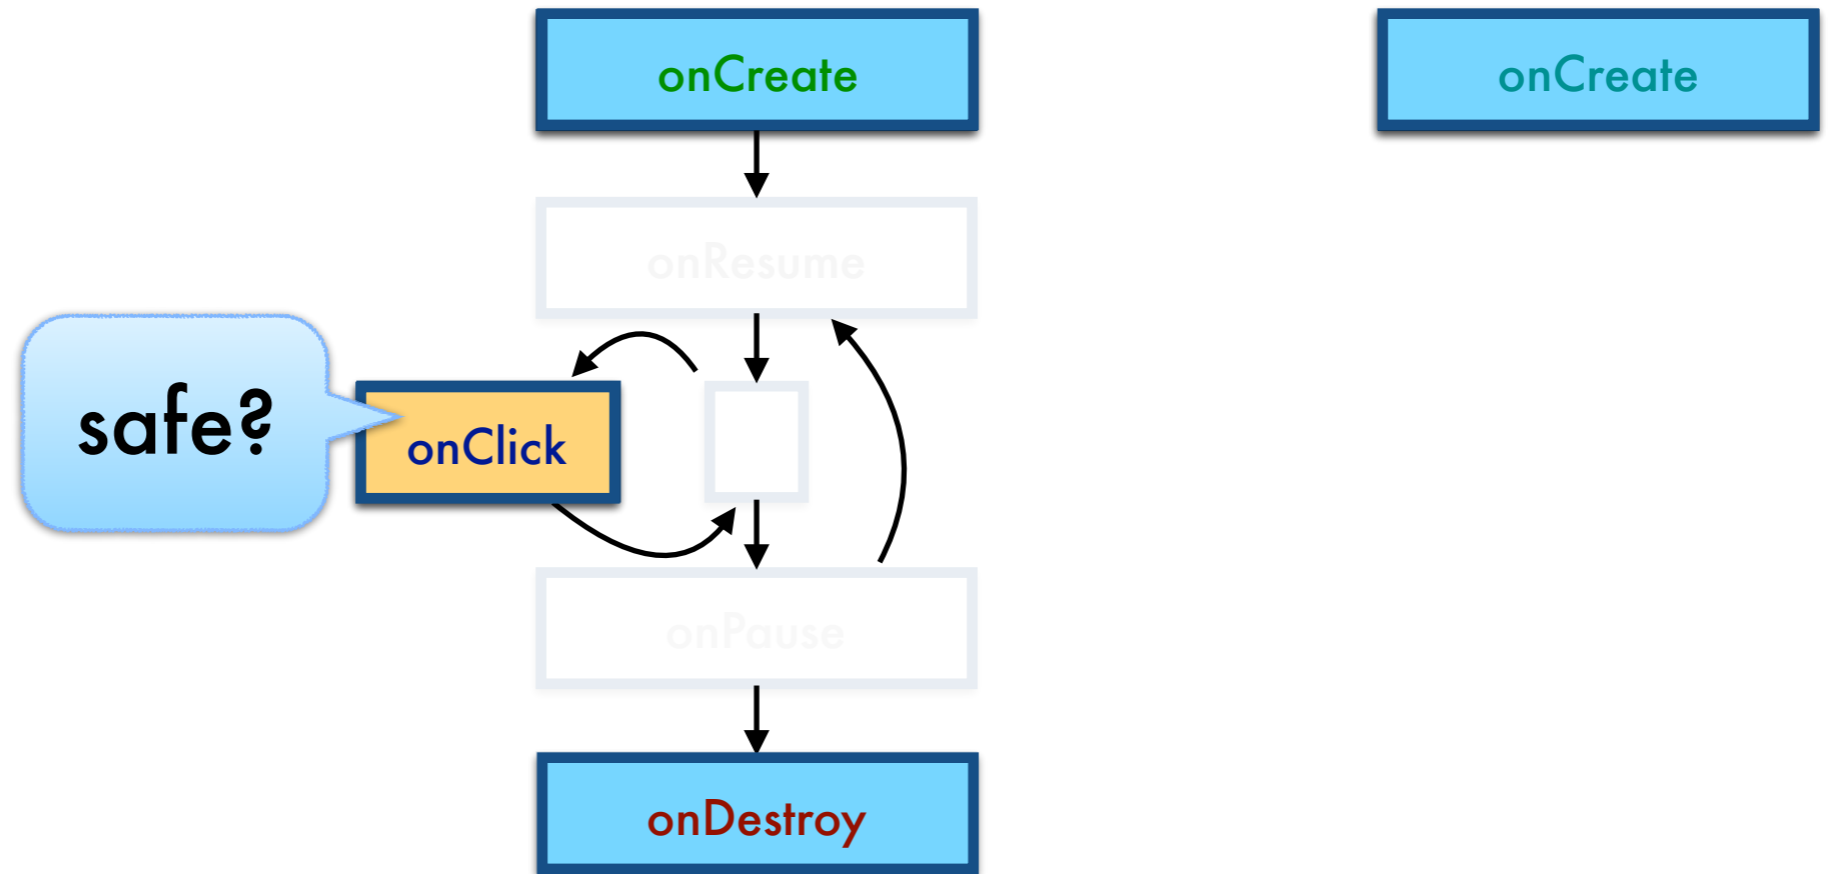 onCreate
onCreate
onResume
safe?
onClick
onPause
onDestroy